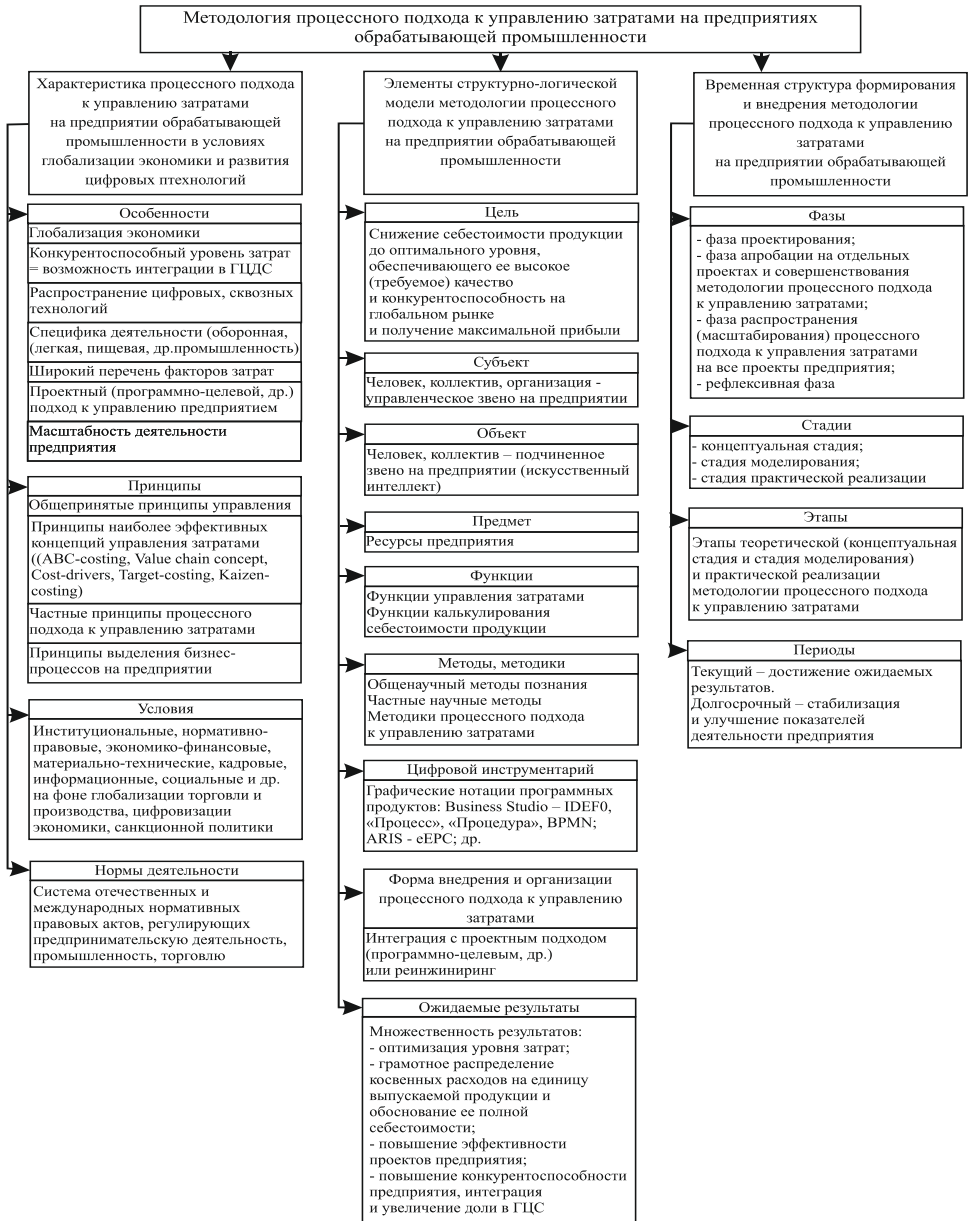 Методология процессного подхода к управлению затратами на предприятиях
обрабатывающей промышленности
Характеристика процессного подхода
к управлению затратами
на предприятии обрабатывающей
промышленности в условиях
глобализации экономики и развития
цифровых птехнологий
Особенности
Глобализация экономики
Конкурентоспособный уровень затрат
= возможность интеграции в ГЦДС
Распространение цифровых, сквозных
технологий
Специфика деятельности (оборонная,
(легкая, пищевая, др.промышленность)
Широкий перечень факторов затрат
Проектный (программно-целевой, др.)
подход к управлению предприятием
Масштабность деятельности
предприятия
Принципы
Общепринятые принципы управления
Принципы наиболее эффективных
концепций управления затратами
((ABC-costing, Value chain concept,
Cost-drivers, Target-costing, Kaizen-
costing)
Частные принципы процессного
подхода к управлению затратами
Принципы выделения бизнес-
процессов на предприятии
Условия
Институциональные, нормативно-
правовые, экономико-финансовые,
материально-технические, кадровые,
информационные, социальные и др.
на фоне глобализации торговли и
производства, цифровизации
экономики, санкционной политики
Нормы деятельности
Система отечественных и
международных нормативных
правовых актов, регулирующих
предпринимательскую деятельность,
промышленность, торговлю
Элементы структурно-логической
модели методологии процессного
подхода к управлению затратами
на предприятии обрабатывающей
промышленности
Цель
Снижение себестоимости продукции
до оптимального уровня,
обеспечивающего ее высокое
(требуемое) качество
и конкурентоспособность на
глобальном рынке
и получение максимальной прибыли
Субъект
Человек, коллектив, организация -
управленческое звено на предприятии
Объект
Человек, коллектив – подчиненное
звено на предприятии (искусственный
интеллект)
Предмет
Ресурсы предприятия
Функции
Функции управления затратами
Функции калькулирования
себестоимости продукции
Методы, методики
Общенаучный методы познания
Частные научные методы
Методики процессного подхода
к управлению затратами
Цифровой инструментарий
Графические нотации программных
продуктов: Business Studio – IDEF0,
«Процесс», «Процедура», BPMN;
ARIS - eEPC; др.
Форма внедрения и организации
процессного подхода к управлению
затратами
Интеграция с проектным подходом
(программно-целевым, др.)
или реинжиниринг
Ожидаемые результаты
Множественность результатов:
- оптимизация уровня затрат;
- грамотное распределение
косвенных расходов на единицу
выпускаемой продукции и
обоснование ее полной
себестоимости;
- повышение эффективности
проектов предприятия;
- повышение конкурентоспособности
предприятия, интеграция
и увеличение доли в ГЦС
Временная структура формирования
и внедрения методологии
процессного подхода к управлению
затратами
на предприятии обрабатывающей
промышленности
Фазы
- фаза проектирования;
- фаза апробации на отдельных
проектах и совершенствования
методологии процессного подхода
к управлению затратами;
- фаза распространения
(масштабирования) процессного
подхода к управления затратами
на все проекты предприятия;
- рефлексивная фаза
Стадии
- концептуальная стадия;
- стадия моделирования;
- стадия практической реализации
Этапы
Этапы теоретической (концептуальная
стадия и стадия моделирования)
и практической реализации
методологии процессного подхода
к управлению затратами
Периоды
Текущий – достижение ожидаемых
результатов.
Долгосрочный – стабилизация
и улучшение показателей
деятельности предприятия